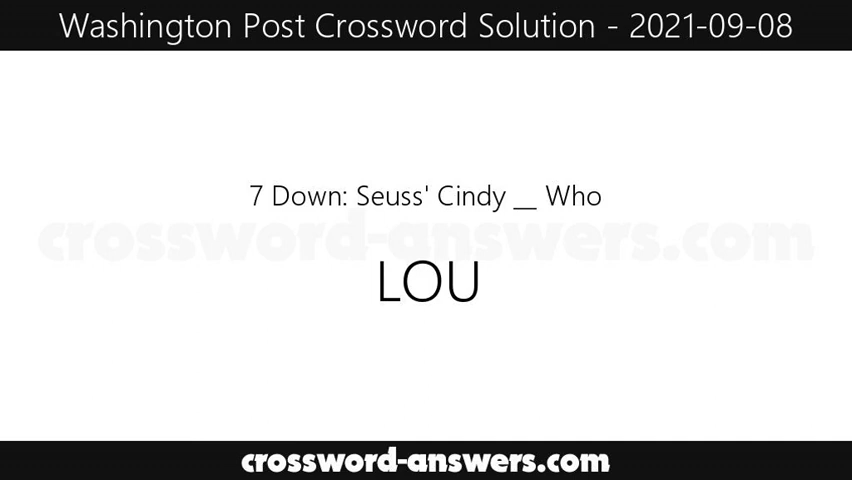 Washington Post Crossword Solution - 2021-09-08
7 Down: Seuss' Cindy __ Who
crossword-answers.com
LOU
crossword-answers.com